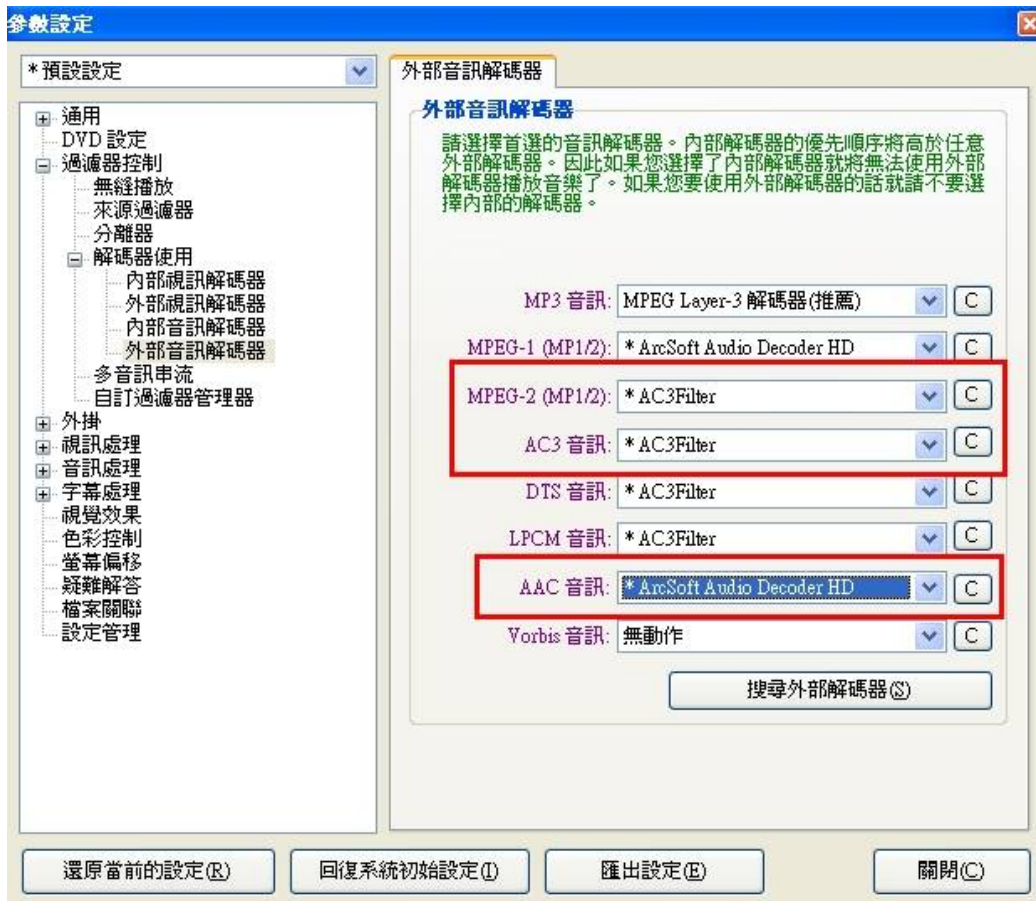 參數設定
*預設設定
通用
DVD 設定
過濾器控制
無縫播放
來源過濾器
分離器
解碼器使用
內部視訊解碼器
外部視訊解碼器
內部音訊解碼器
外部音訊解碼器
多音訊串流
自訂過濾器管理器
外掛
視訊處理
音訊處理
字幕處理
視覺效果
色彩控制
螢幕偏移
疑難解答
檔案關聯
設定管理
外部音訊解碼器
外部音訊解碼器
請選擇首選的音訊解碼器。內部解碼器的優先順序將高於任意
外部解碼器。因此如果您選擇了內部解碼器就將無法使用外部
解碼器播放音樂了。如果您要使用外部解碼器的話就請不要選
擇內部的解碼器。
MP3 音訊: MPEG Layer-3 解碼器(推薦) C
MPEG-1 (MP1/2): * ArcSoft Audio Decoder HD C
MPEG-2 (MP1/2): * AC3Filter C
AC3 音訊: * AC3Filter C
DTS 音訊: * AC3Filter C
LPCM 音訊: * AC3Filter C
AAC 音訊: * ArcSoft Audio Decoder HD C
Vorbis 音訊: 無動作 C
搜尋外部解碼器(S)
還原當前的設定(R) 回復系統初始設定(I) 匯出設定(E) 關閉(C)